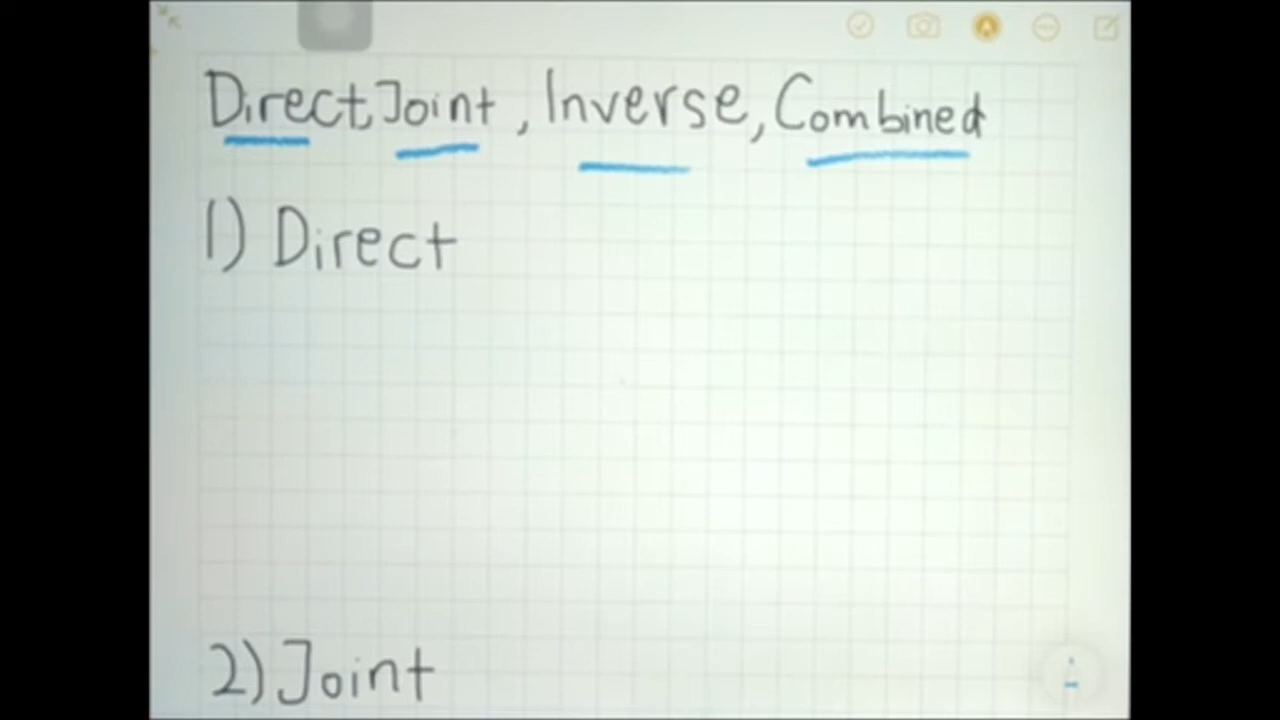 Direct, Joint, Inverse, Combined
1) Direct
2) Joint